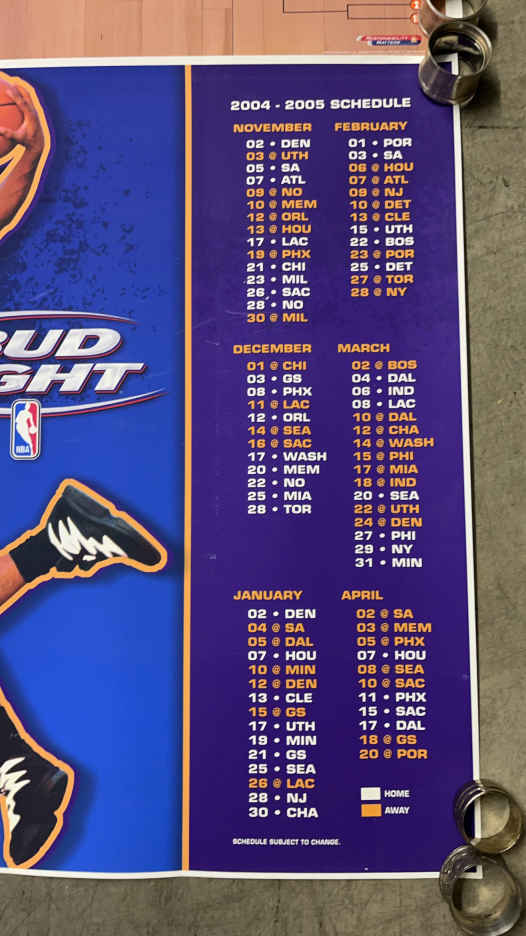 2004 - 2005 SCHEDULE
NOVEMBER
02 • DEN
03 @ UTH
05 • SA
07 • ATL
09 @ NO
10 @ MEM
12 @ ORL
13 @ HOU
17 • LAC
19 @ PHX
21 • CHI
23 • MIL
26 • SAC
28 • NO
30 @ MIL
FEBRUARY
01 • POR
03 • SA
06 @ HOU
07 @ ATL
09 @ NJ
10 @ DET
13 @ CLE
15 • UTH
22 • BOS
23 @ POR
25 • DET
27 @ TOR
28 @ NY
BUD
LIGHT
NBA
DECEMBER
01 @ CHI
03 • GS
08 • PHX
11 @ LAC
12 • ORL
14 @ SEA
16 @ SAC
17 • WASH
20 • MEM
22 • NO
25 • MIA
28 • TOR
MARCH
02 @ BOS
04 • DAL
06 • IND
08 • LAC
10 @ DAL
12 @ CHA
14 @ WASH
15 @ PHI
17 @ MIA
18 @ IND
20 • SEA
22 @ UTH
24 @ DEN
27 • PHI
29 • NY
31 • MIN
JANUARY
02 • DEN
04 @ SA
05 @ DAL
07 • HOU
10 @ MIN
12 @ DEN
13 • CLE
15 @ GS
17 • UTH
19 • MIN
21 • GS
25 • SEA
26 @ LAC
28 • NJ
30 • CHA
APRIL
02 @ SA
03 @ MEM
05 @ PHX
07 • HOU
08 @ SEA
10 @ SAC
11 • PHX
15 • SAC
17 • DAL
18 @ GS
20 @ POR
HOME
AWAY
SCHEDULE SUBJECT TO CHANGE.